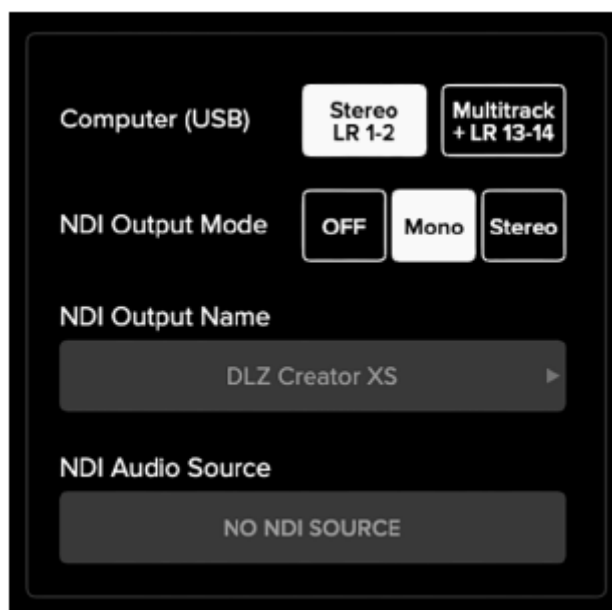 Computer (USB)
Stereo
LR 1-2
Multitrack
+ LR 13-14
NDI Output Mode
OFF
Mono
Stereo
NDI Output Name
DLZ Creator XS
NDI Audio Source
NO NDI SOURCE